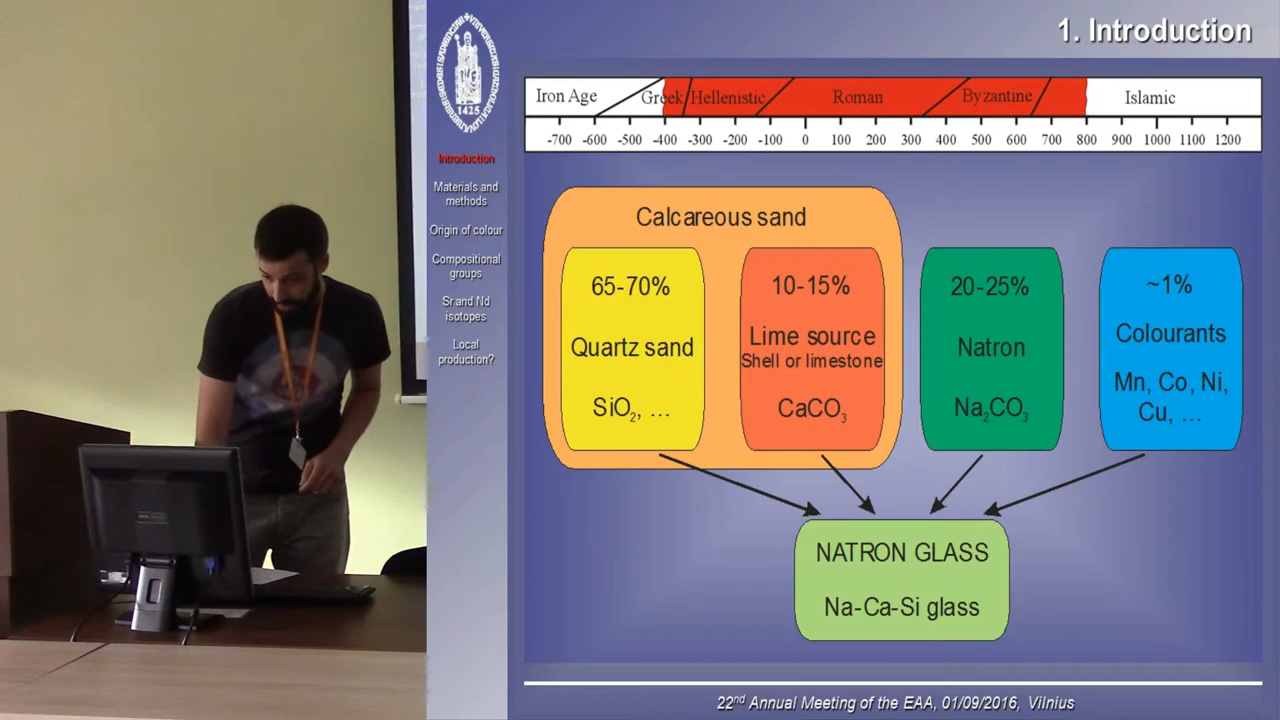 1. Introduction
Iron Age Greek Hellenistic Roman Byzantine Islamic
-700 -600 -500 -400 -300 -200 -100 0 100 200 300 400 500 600 700 800 900 1000 1100 1200
1425
Introduction
Materials and
methods
Origin of colour
Compositional
groups
Sr and Nd
isotopes
Local
production?
Calcareous sand
65-70%
Quartz sand
SiO₂, ...
10-15%
Lime source
Shell or limestone
CaCO₃
20-25%
Natron
Na₂CO₃
~1%
Colourants
Mn, Co, Ni,
Cu, ...
NATRON GLASS
Na-Ca-Si glass
22nd Annual Meeting of the EAA, 01/09/2016, Vilnius